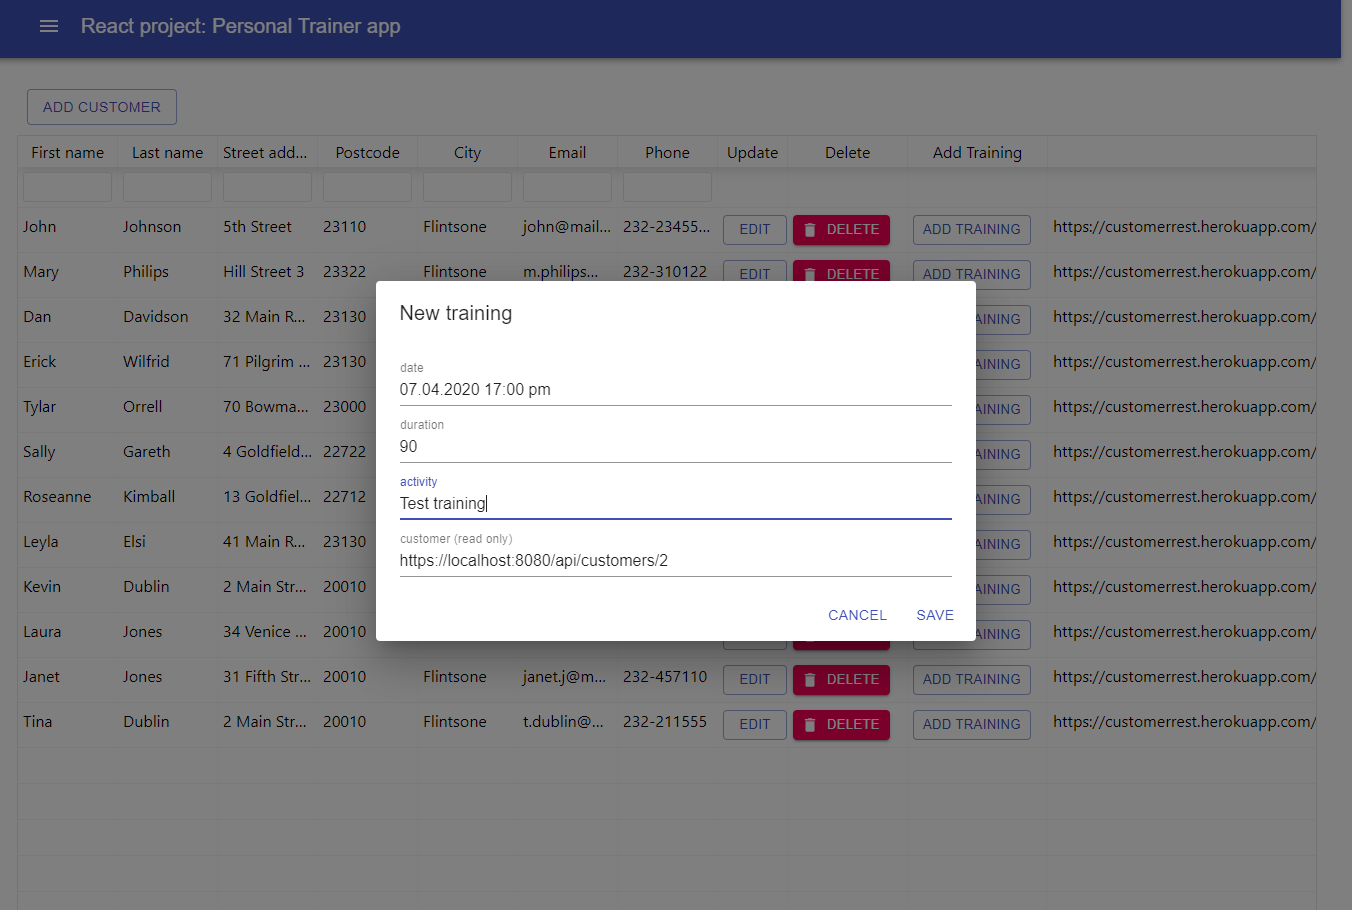 React project: Personal Trainer app
ADD CUSTOMER
First name Last name Street add... Postcode City Email Phone Update Delete Add Training
John Johnson 5th Street 23110 Flintsone john@mail... 232-23455... EDIT DELETE ADD TRAINING https://customerrest.herokuapp.com/
Mary Philips Hill Street 3 23322 Flintsone m.philips... 232-310122 EDIT DELETE ADD TRAINING https://customerrest.herokuapp.com/
Dan Davidson 32 Main R... 23130 AINING https://customerrest.herokuapp.com/
Erick Wilfrid 71 Pilgrim ... 23130 AINING https://customerrest.herokuapp.com/
Tylar Orrell 70 Bowma... 23000 AINING https://customerrest.herokuapp.com/
Sally Gareth 4 Goldfield... 22722 AINING https://customerrest.herokuapp.com/
Roseanne Kimball 13 Goldfiel... 22712 AINING https://customerrest.herokuapp.com/
Leyla Elsi 41 Main R... 23130 AINING https://customerrest.herokuapp.com/
Kevin Dublin 2 Main Str... 20010 AINING https://customerrest.herokuapp.com/
Laura Jones 34 Venice ... 20010 AINING https://customerrest.herokuapp.com/
Janet Jones 31 Fifth Str... 20010 Flintsone janet.j@m... 232-457110 EDIT DELETE ADD TRAINING https://customerrest.herokuapp.com/
Tina Dublin 2 Main Str... 20010 Flintsone t.dublin@... 232-211555 EDIT DELETE ADD TRAINING https://customerrest.herokuapp.com/
New training
date
07.04.2020 17:00 pm
duration
90
activity
Test training
customer (read only)
https://localhost:8080/api/customers/2
CANCEL SAVE